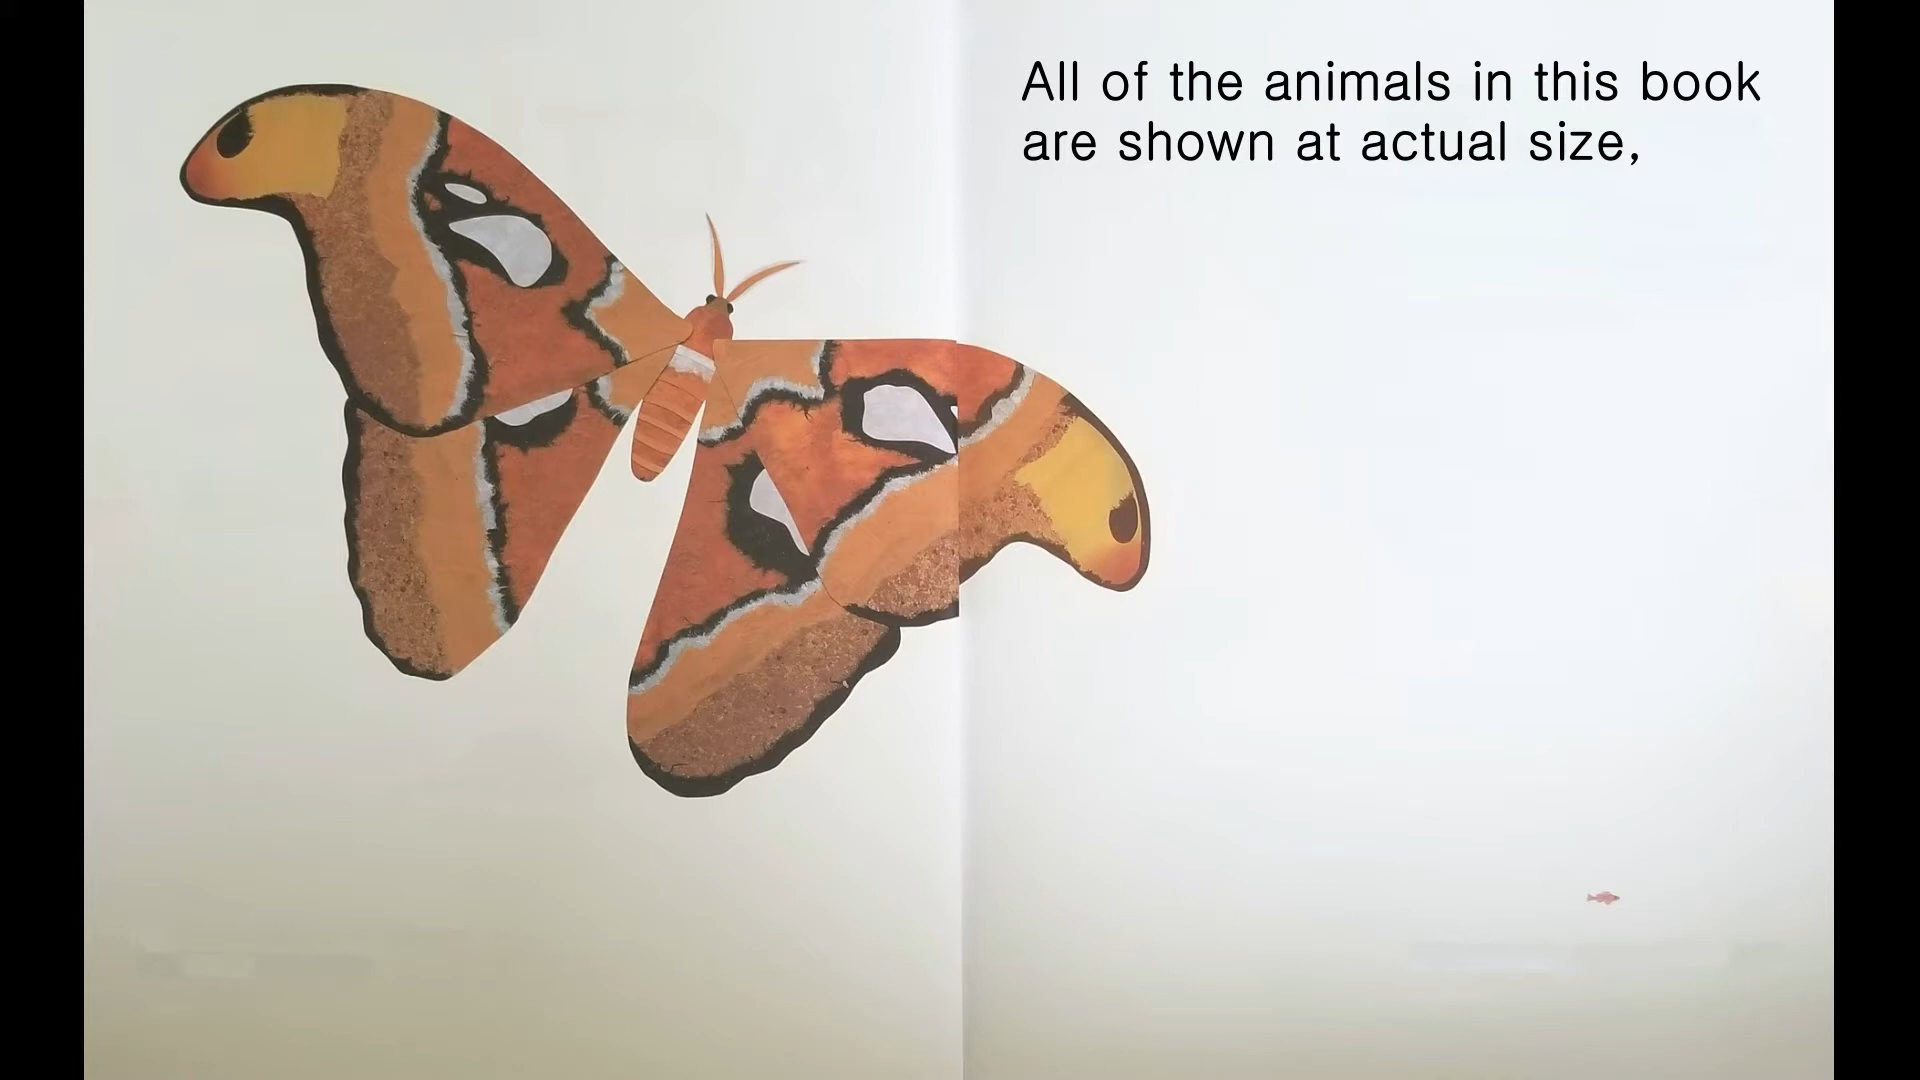 All of the animals in this book
are shown at actual size,